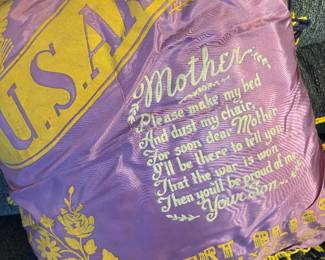 U.S.A
Mother
Please make my bed
And dust my chair,
For soon dear Mother
I'll be there to tell you
That the war is won
Then you'll be proud of me
Your Son...